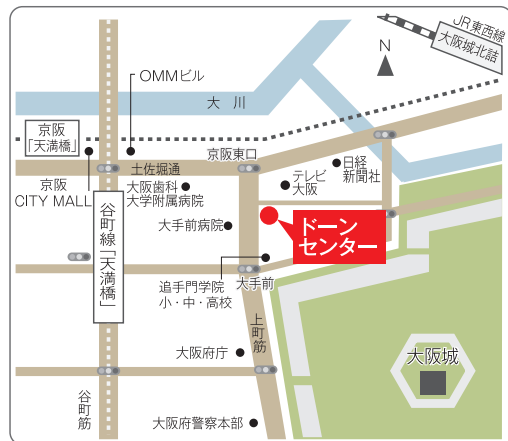 JR東西線
大阪城北詰
N
OMMビル
大川
京阪
「天満橋」
京阪東口
土佐堀通
日経
新聞社
テレビ
大阪
京阪
CITY MALL
大阪歯科
大学附属病院
谷町線「天満橋」
大手前病院
ドーン
センター
追手門学院
小・中・高校
大手前
上町筋
大阪府庁
大阪城
谷町筋
大阪府警察本部